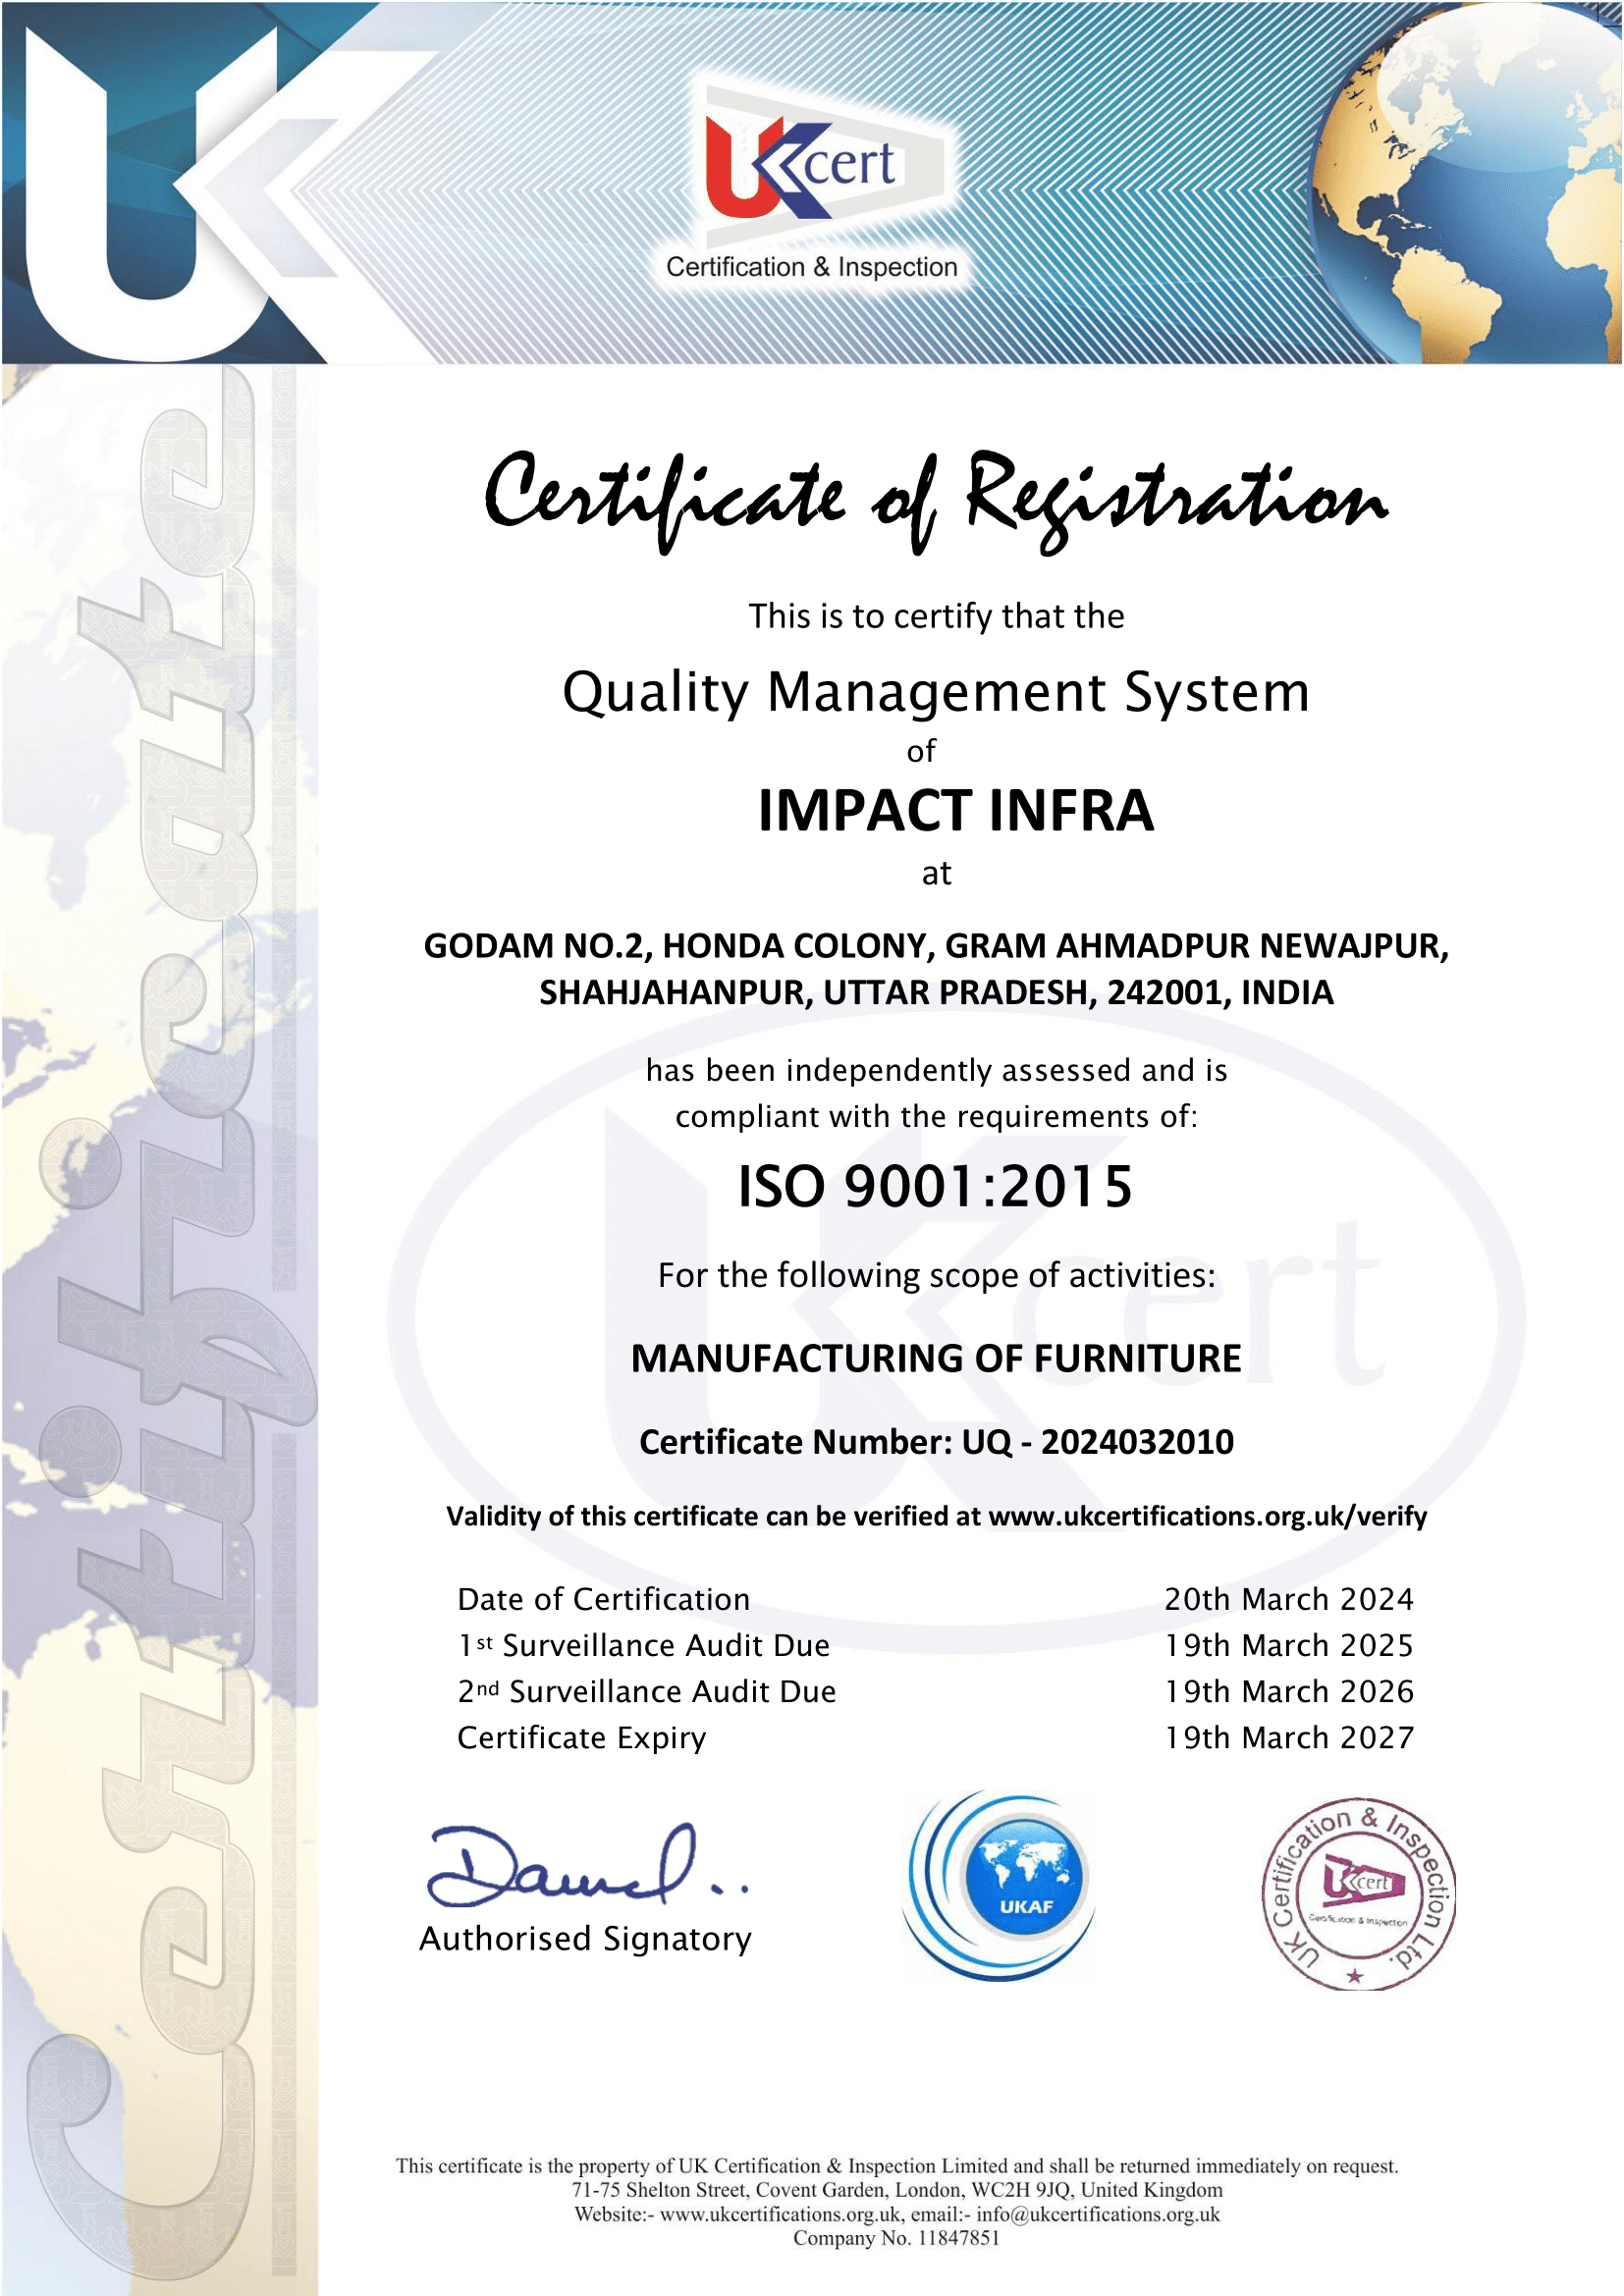 UK cert
Certification & Inspection
Certificate
Certificate of Registration
This is to certify that the
Quality Management System
of
IMPACT INFRA
at
GODAM NO.2, HONDA COLONY, GRAM AHMADPUR NEWAJPUR,
SHAHJAHANPUR, UTTAR PRADESH, 242001, INDIA
has been independently assessed and is
compliant with the requirements of:
ISO 9001:2015
For the following scope of activities:
MANUFACTURING OF FURNITURE
Certificate Number: UQ - 2024032010
Validity of this certificate can be verified at www.ukcertifications.org.uk/verify
Date of Certification 20th March 2024
1st Surveillance Audit Due 19th March 2025
2nd Surveillance Audit Due 19th March 2026
Certificate Expiry 19th March 2027
Authorised Signatory
UKAF
UK Certification & Inspection Ltd.
UK cert
Certification & Inspection
This certificate is the property of UK Certification & Inspection Limited and shall be returned immediately on request.
71-75 Shelton Street, Covent Garden, London, WC2H 9JQ, United Kingdom
Website:- www.ukcertifications.org.uk, email:- info@ukcertifications.org.uk
Company No. 11847851